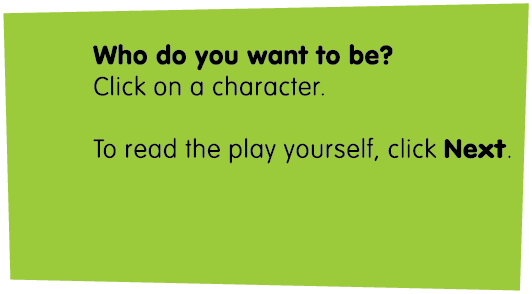 Who do you want to be?
Click on a character.
To read the play yourself, click Next.